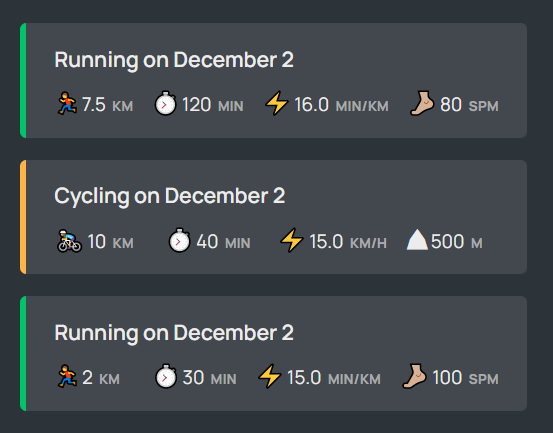 Running on December 2
7.5 KM 120 MIN 16.0 MIN/KM 80 SPM
Cycling on December 2
10 KM 40 MIN 15.0 KM/H 500 M
Running on December 2
2 KM 30 MIN 15.0 MIN/KM 100 SPM